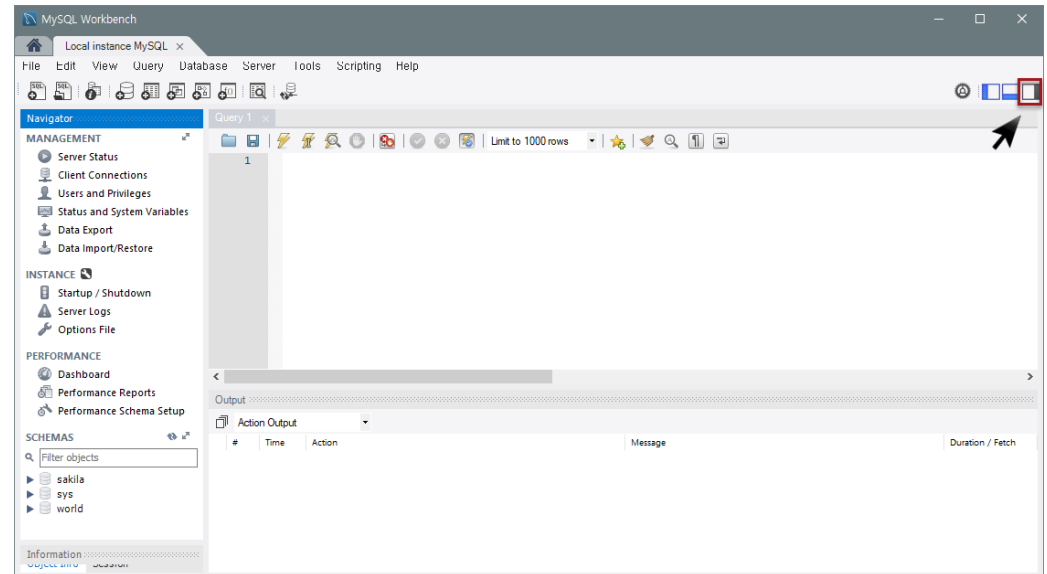 MySQL Workbench
Local instance MySQL ×
File Edit View Query Database Server Tools Scripting Help
Navigator
Query 1 ×
MANAGEMENT
Server Status
Client Connections
Users and Privileges
Status and System Variables
Data Export
Data Import/Restore
INSTANCE
Startup / Shutdown
Server Logs
Options File
PERFORMANCE
Dashboard
Performance Reports
Performance Schema Setup
SCHEMAS
Filter objects
sakila
sys
world
Information
Object Info Session
Limit to 1000 rows
1
Output
Action Output
# Time Action Message Duration / Fetch